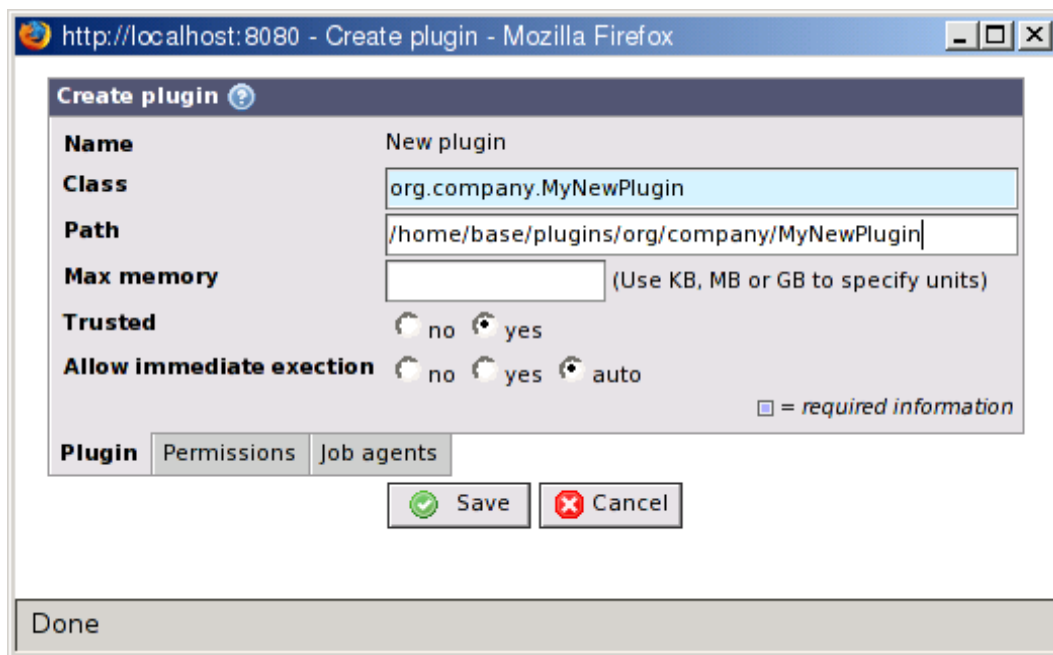 http://localhost:8080 - Create plugin - Mozilla Firefox
Create plugin ?
Name New plugin
Class org.company.MyNewPlugin
Path /home/base/plugins/org/company/MyNewPlugin
Max memory (Use KB, MB or GB to specify units)
Trusted no yes
Allow immediate exection no yes auto
= required information
Plugin Permissions Job agents
Save Cancel
Done